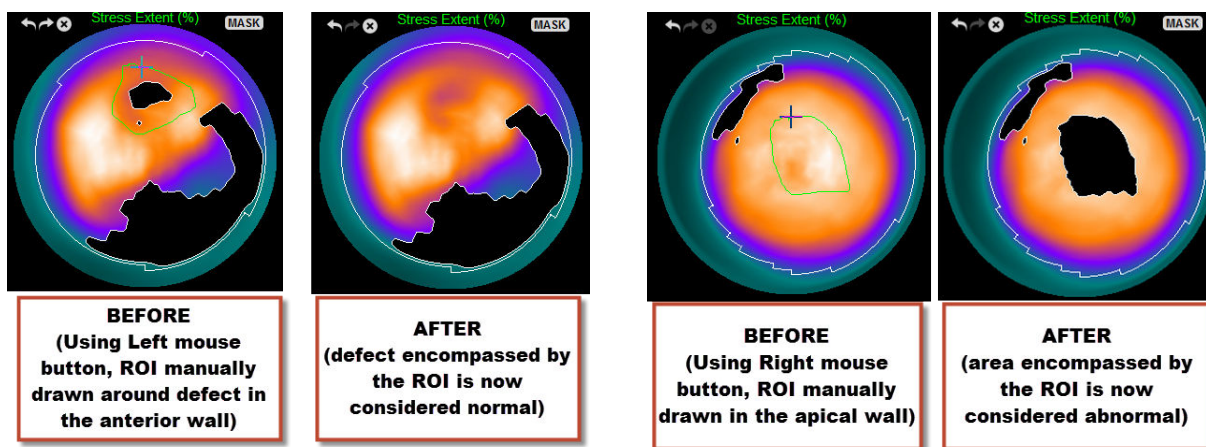 Stress Extent (%)
MASK
Stress Extent (%)
MASK
Stress Extent (%)
MASK
Stress Extent (%)
MASK
BEFORE
(Using Left mouse
button, ROI manually
drawn around defect in
the anterior wall)
AFTER
(defect encompassed by
the ROI is now
considered normal)
BEFORE
(Using Right mouse
button, ROI manually
drawn in the apical wall)
AFTER
(area encompassed by
the ROI is now
considered abnormal)